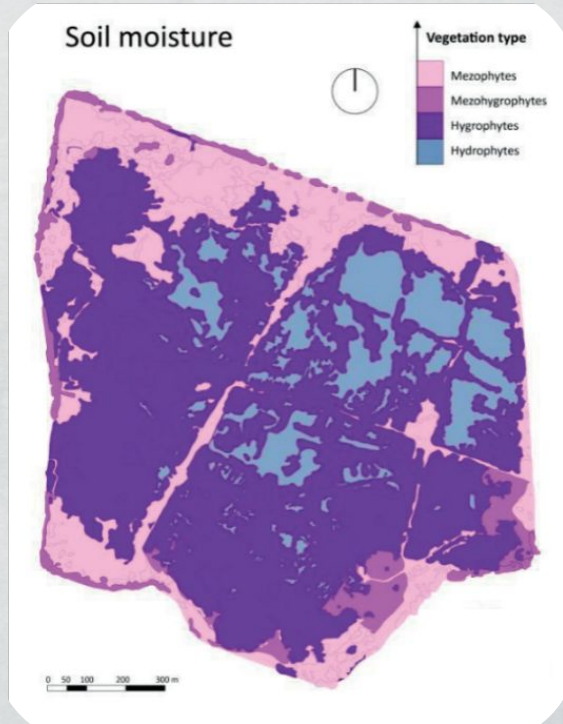 Soil moisture
Vegetation type
Mezophytes
Mezohygrophytes
Hygrophytes
Hydrophytes
0 50 100 200 300 m